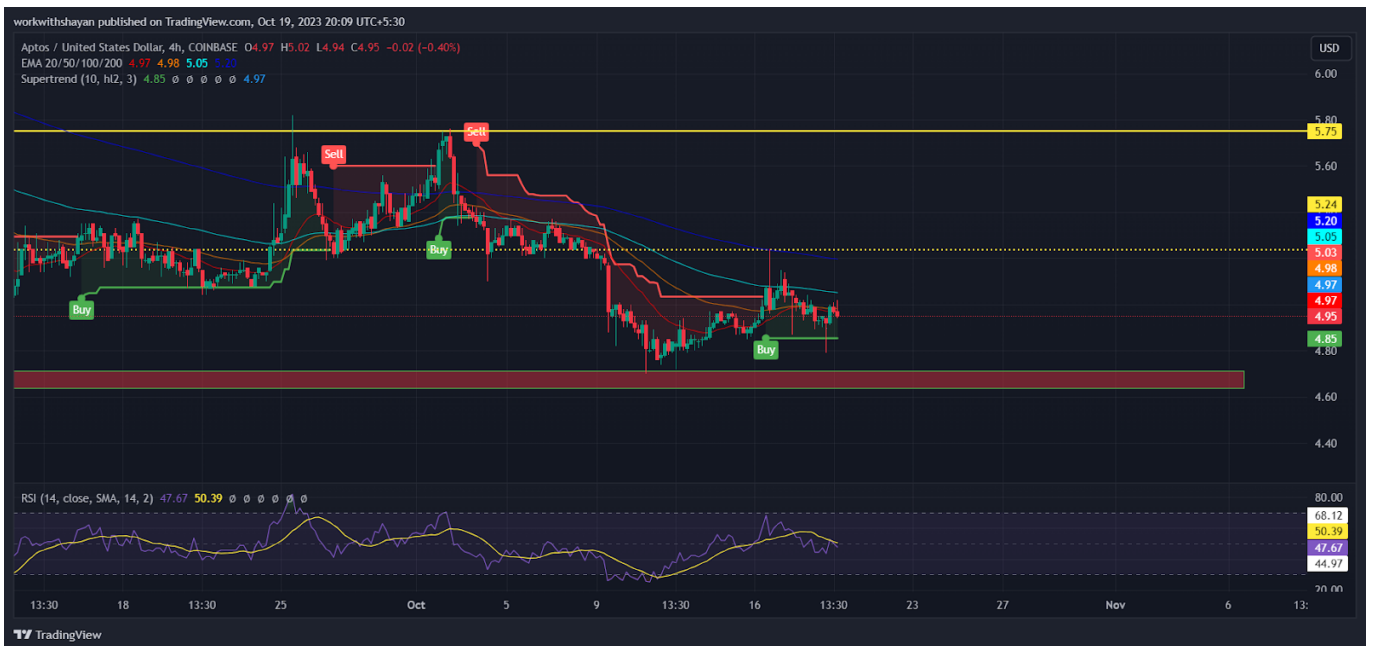 workwithshayan published on TradingView.com, Oct 19, 2023 20:09 UTC+5:30
Aptos / United States Dollar, 4h, COINBASE O4.97 H5.02 L4.94 C4.95 −0.02 (−0.40%)
USD
EMA 20/50/100/200 4.97 4.98 5.05
Supertrend (10, hl2, 3) 4.85 ø ø ø ø ø 4.97
6.00
5.80
5.75
Sell
Sell
5.60
5.24
5.20
5.05
Buy
5.03
4.98
4.97
4.97
Buy
4.95
4.85
Buy
4.80
4.60
4.40
RSI (14, close, SMA, 14, 2) 47.67 50.39 ø ø ø ø ø ø
80.00
68.12
50.39
47.67
44.97
20.00
13:30 18 13:30 25 Oct 5 9 13:30 16 13:30 23 27 Nov 6 13:
TradingView